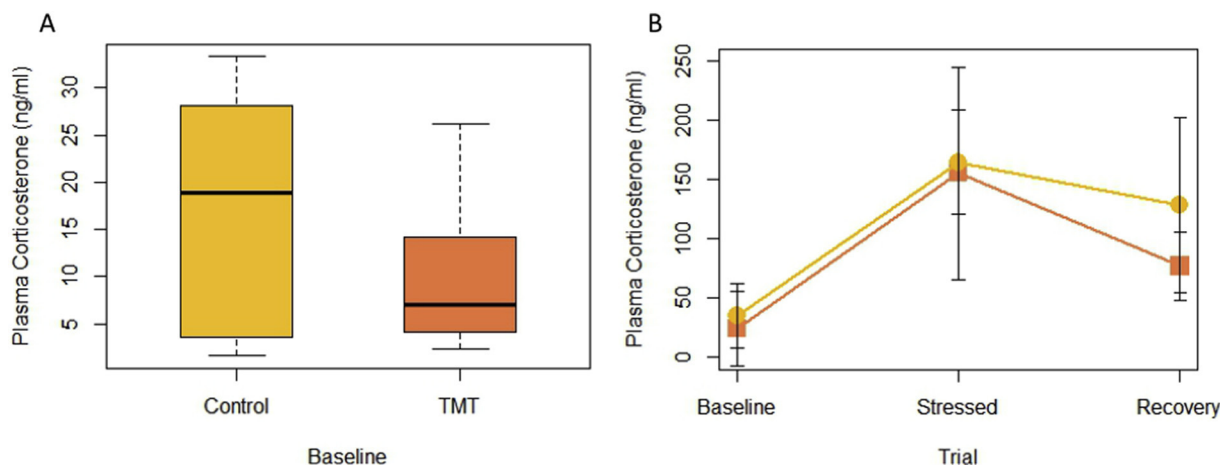 A
Plasma Corticosterone (ng/ml)
30
25
20
15
10
5
Control TMT
Baseline
B
Plasma Corticosterone (ng/ml)
250
200
150
100
50
0
Baseline Stressed Recovery
Trial